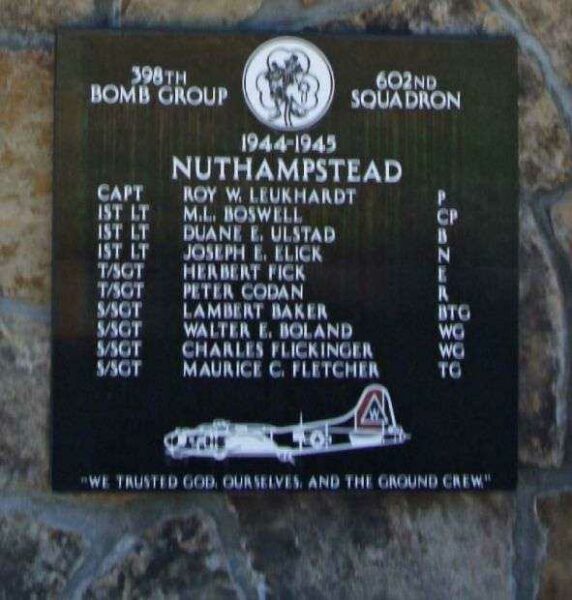 398TH BOMB GROUP
602ND SQUADRON
1944-1945
NUTHAMPSTEAD
CAPT ROY W. LEUKHARDT P
1ST LT M.L. BOSWELL CP
1ST LT DUANE E. ULSTAD B
1ST LT JOSEPH E. ELICK N
T/SGT HERBERT FICK E
T/SGT PETER CODAN R
S/SGT LAMBERT BAKER BTG
S/SGT WALTER E. BOLAND WG
S/SGT CHARLES FLICKINGER WG
S/SGT MAURICE C. FLETCHER TG
W
"WE TRUSTED GOD, OURSELVES, AND THE GROUND CREW."